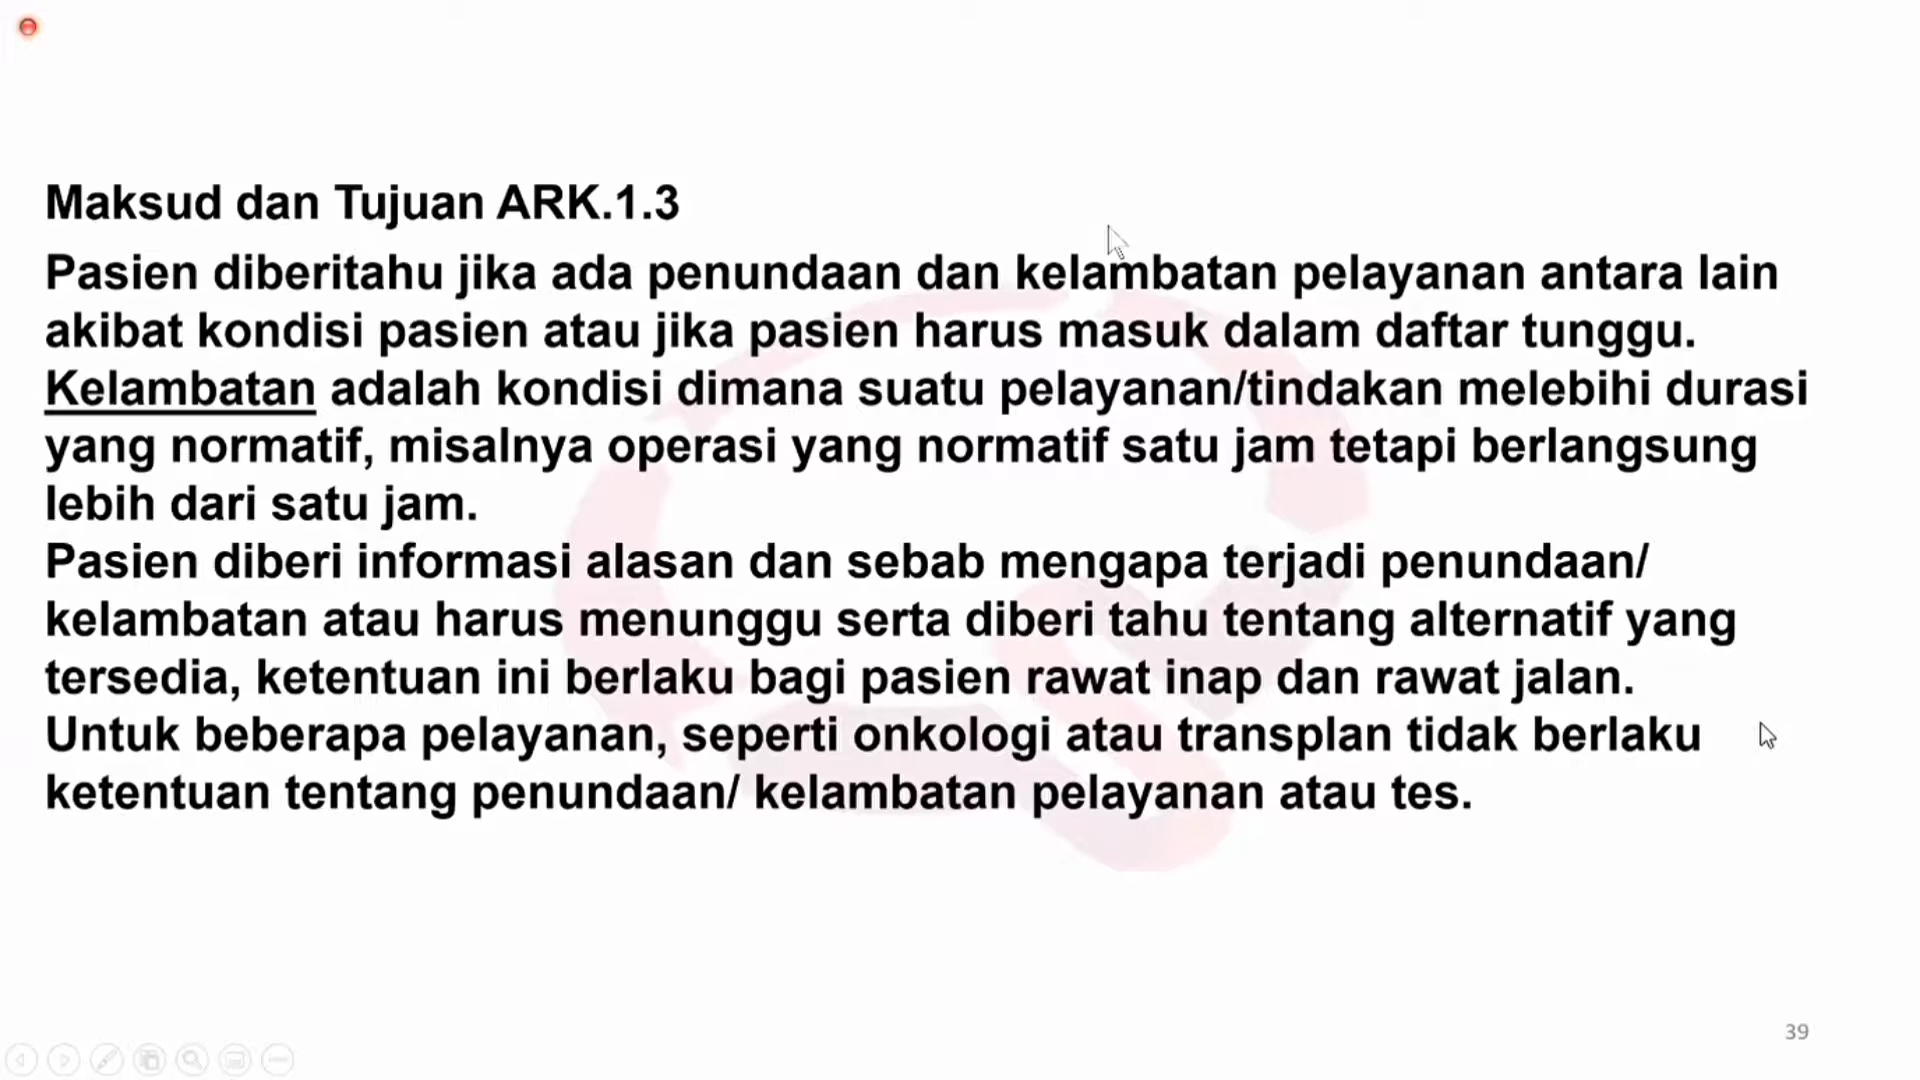 Maksud dan Tujuan ARK.1.3
Pasien diberitahu jika ada penundaan dan kelambatan pelayanan antara lain
akibat kondisi pasien atau jika pasien harus masuk dalam daftar tunggu.
Kelambatan adalah kondisi dimana suatu pelayanan/tindakan melebihi durasi
yang normatif, misalnya operasi yang normatif satu jam tetapi berlangsung
lebih dari satu jam.
Pasien diberi informasi alasan dan sebab mengapa terjadi penundaan/
kelambatan atau harus menunggu serta diberi tahu tentang alternatif yang
tersedia, ketentuan ini berlaku bagi pasien rawat inap dan rawat jalan.
Untuk beberapa pelayanan, seperti onkologi atau transplan tidak berlaku
ketentuan tentang penundaan/ kelambatan pelayanan atau tes.
39